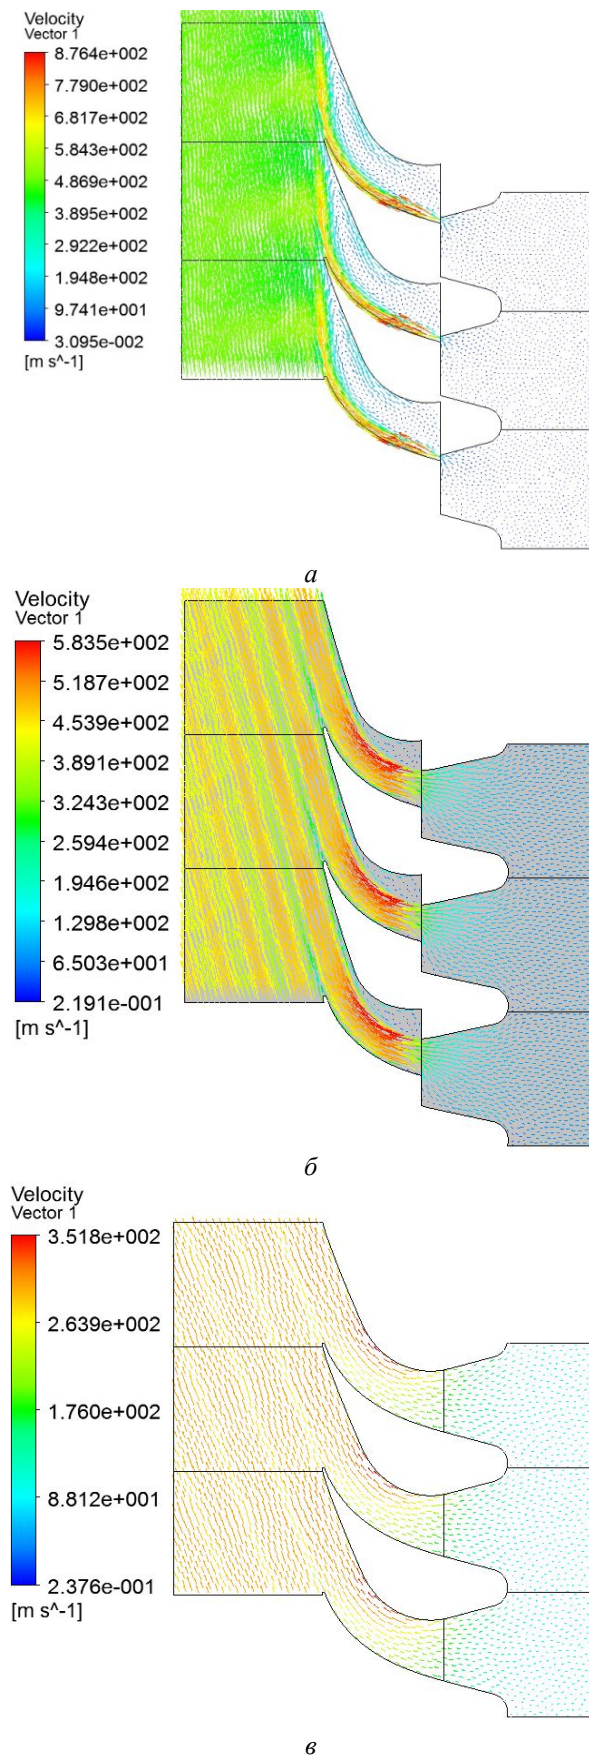 Velocity
Vector 1
8.764e+002
7.790e+002
6.817e+002
5.843e+002
4.869e+002
3.895e+002
2.922e+002
1.948e+002
9.741e+001
3.095e-002
[m s^-1]
а
Velocity
Vector 1
5.835e+002
5.187e+002
4.539e+002
3.891e+002
3.243e+002
2.594e+002
1.946e+002
1.298e+002
6.503e+001
2.191e-001
[m s^-1]
б
Velocity
Vector 1
3.518e+002
2.639e+002
1.760e+002
8.812e+001
2.376e-001
[m s^-1]
в